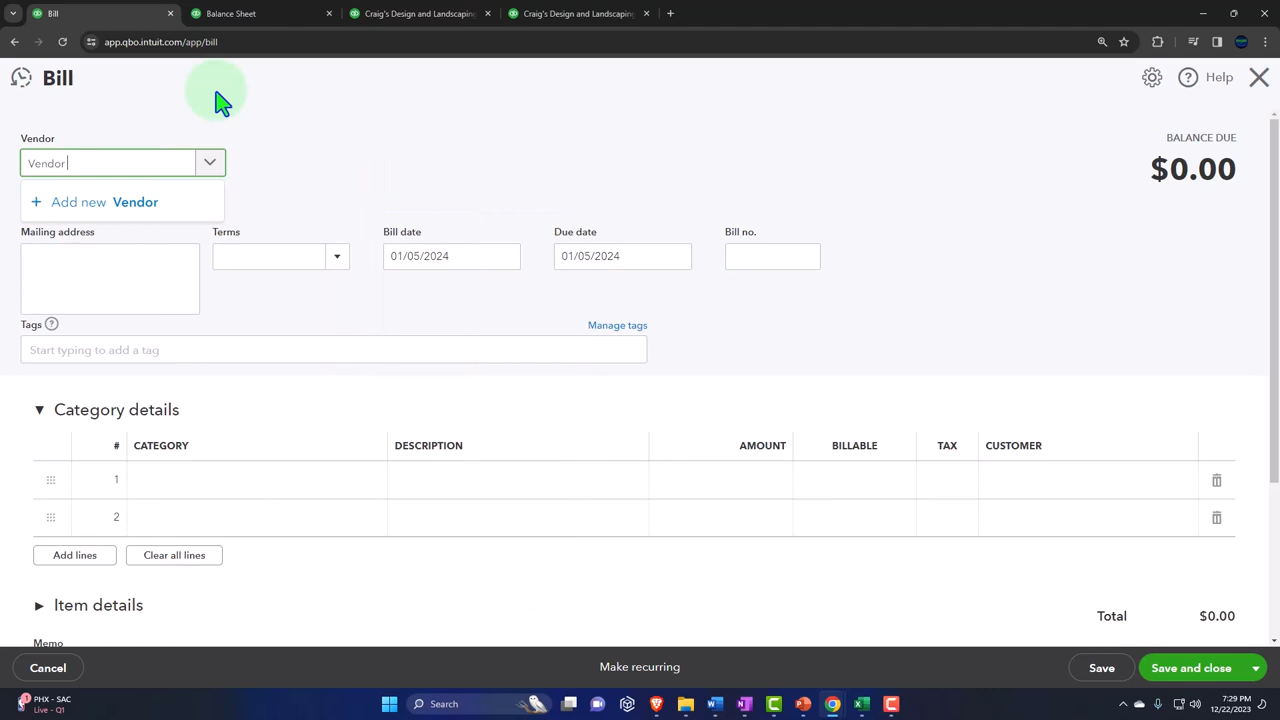 Bill
Balance Sheet
Craig's Design and Landscaping
Craig's Design and Landscaping
app.qbo.intuit.com/app/bill
Bill
Help
Vendor
BALANCE DUE
Vendor
$0.00
+ Add new Vendor
Mailing address
Terms
Bill date
Due date
Bill no.
01/05/2024
01/05/2024
Tags
Manage tags
Start typing to add a tag
Category details
# CATEGORY DESCRIPTION AMOUNT BILLABLE TAX CUSTOMER
1
2
Add lines
Clear all lines
Item details
Total $0.00
Memo
Cancel
Make recurring
Save
Save and close
1
PHX - SAC
Live - Q1
Search
7:29 PM
12/22/2023